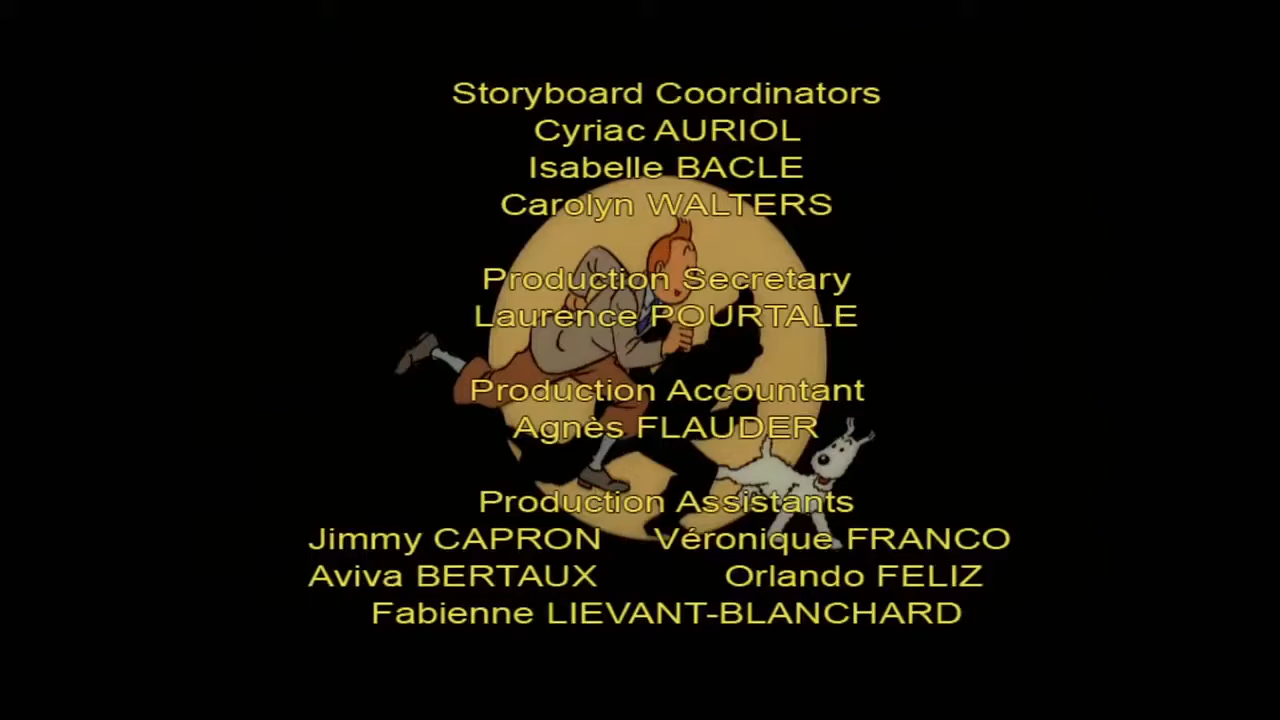 Storyboard Coordinators
Cyriac AURIOL
Isabelle BACLE
Carolyn WALTERS
Production Secretary
Laurence POURTALE
Production Accountant
Agnès FLAUDER
Production Assistants
Jimmy CAPRON Véronique FRANCO
Aviva BERTAUX Orlando FELIZ
Fabienne LIEVANT-BLANCHARD